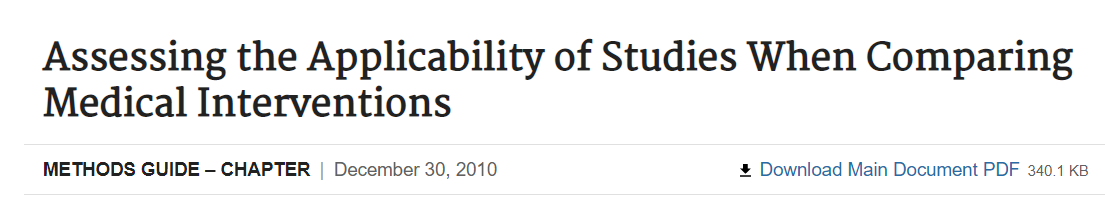 Assessing the Applicability of Studies When Comparing
Medical Interventions
METHODS GUIDE – CHAPTER | December 30, 2010 Download Main Document PDF 340.1 KB